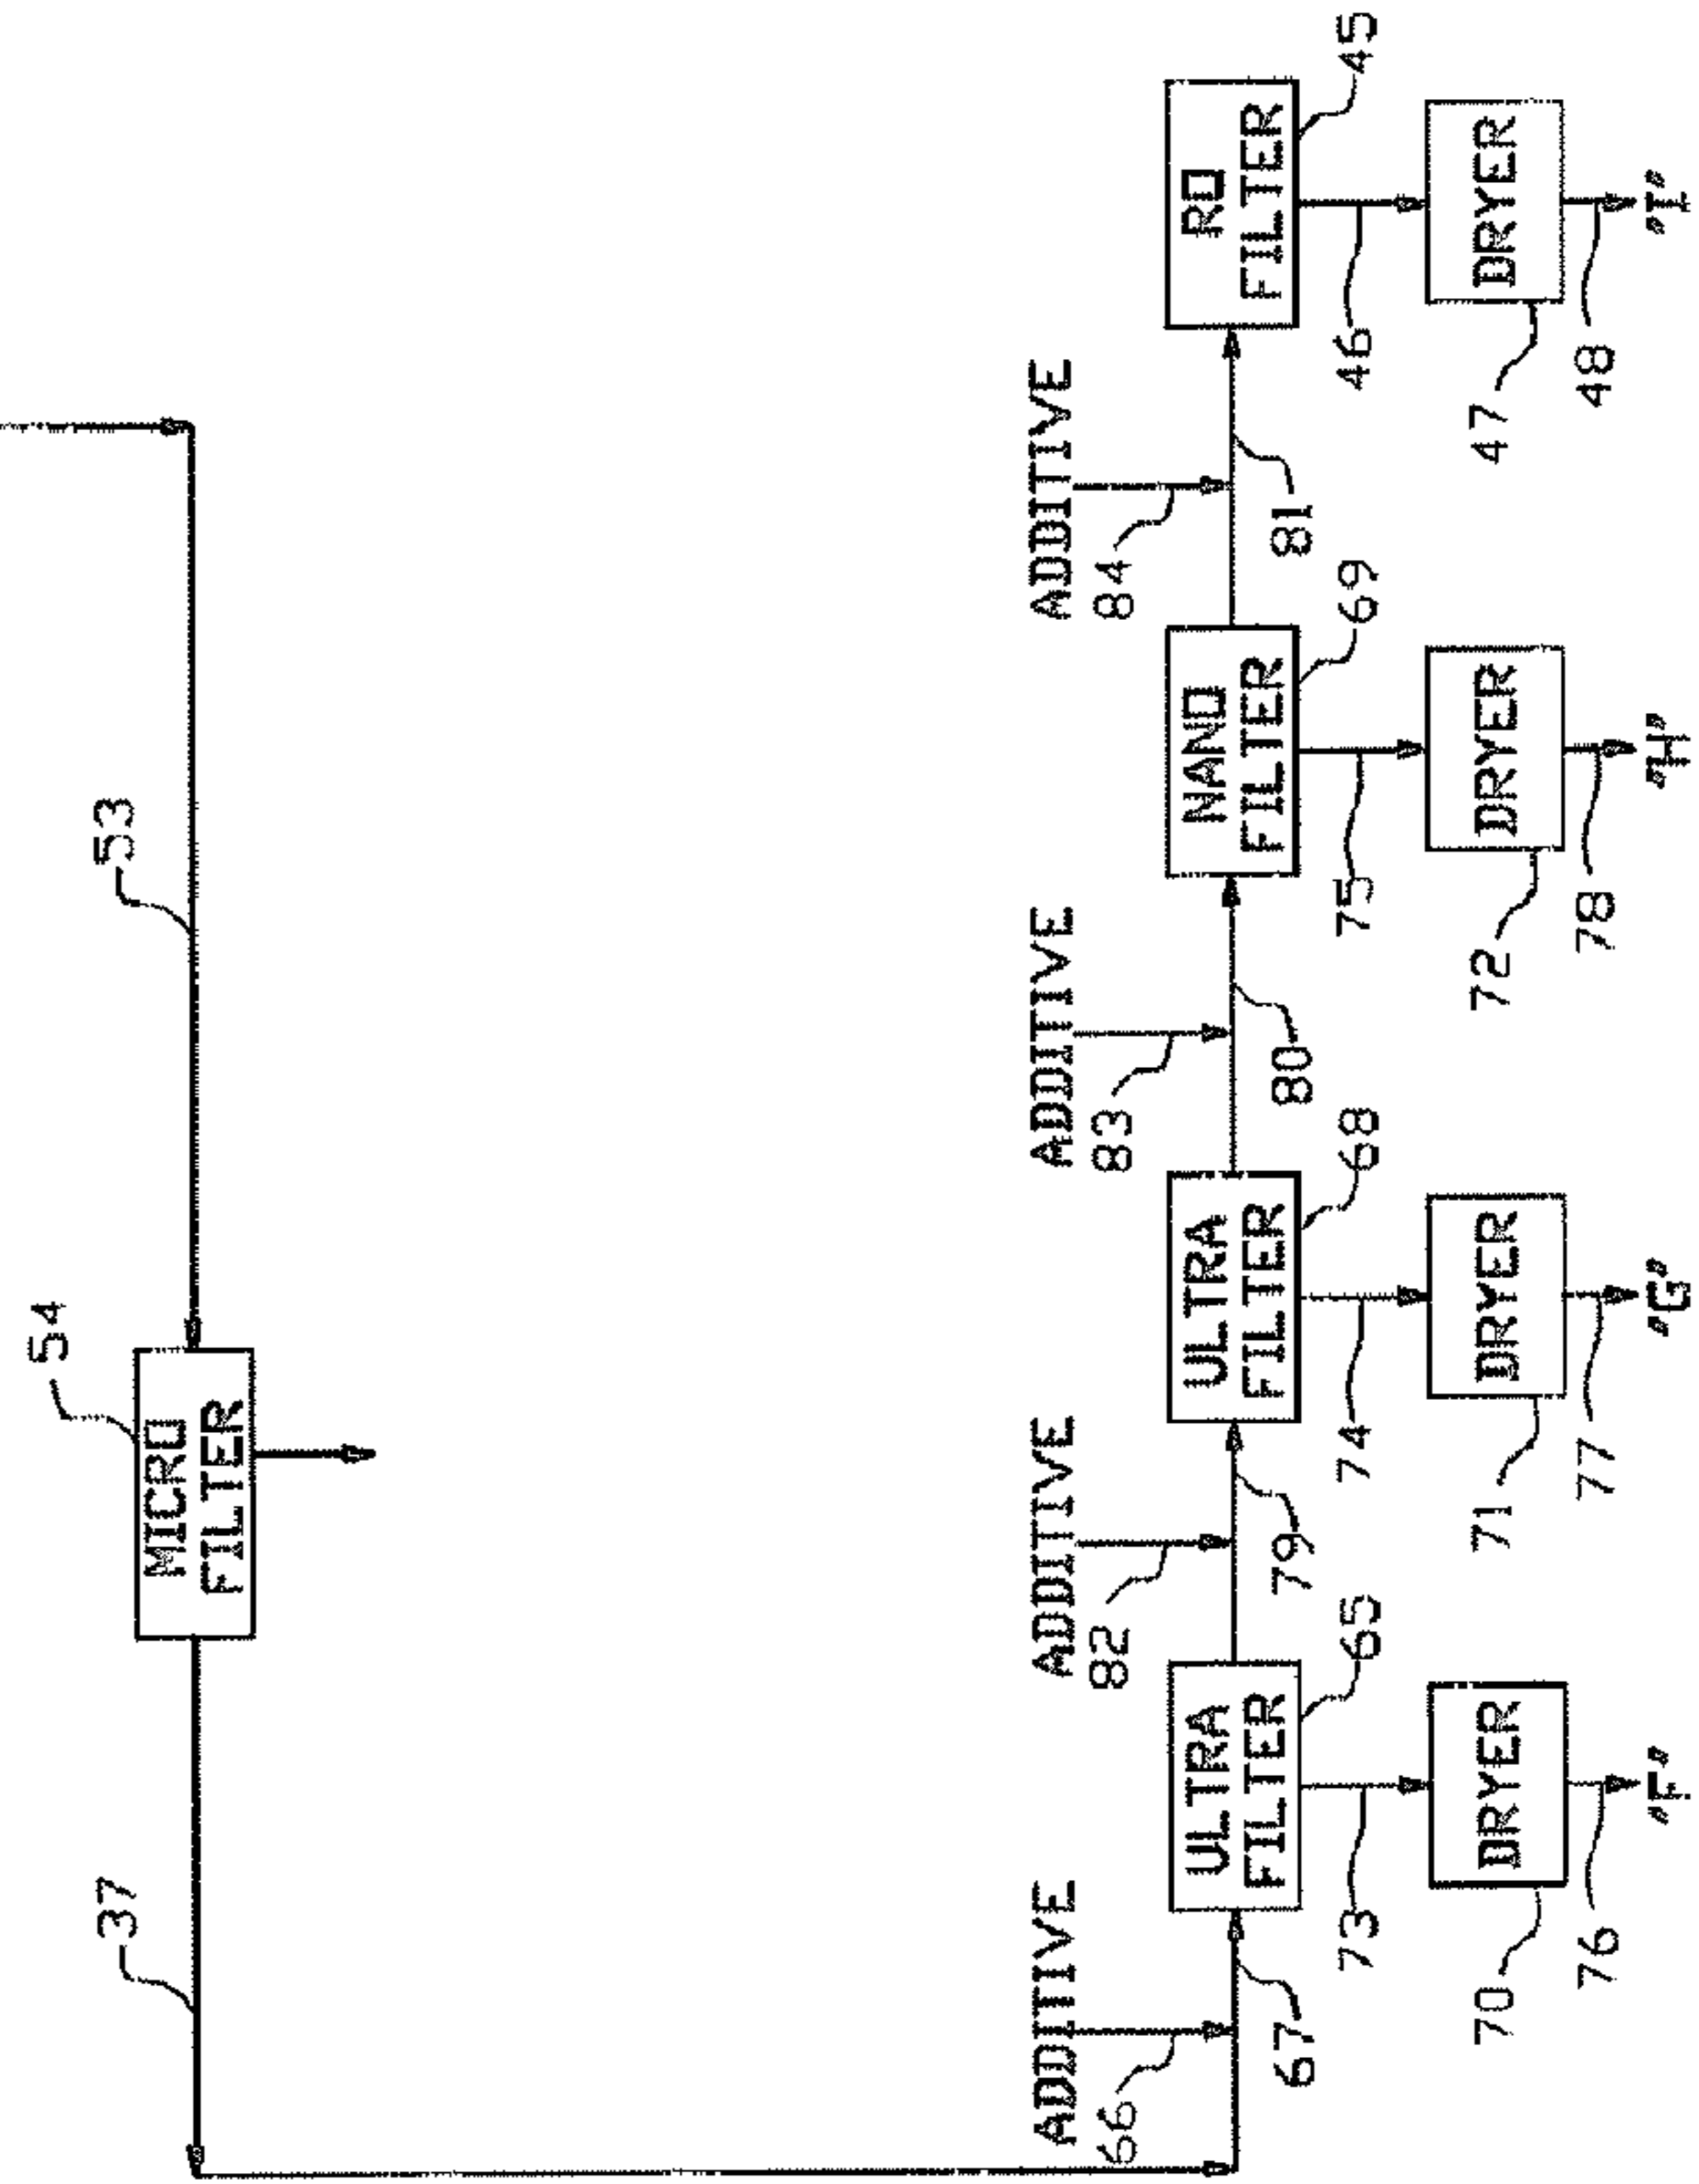 53
54
MICRO
FILTER
37
ADDITIVE
66
67
ULTRA
FILTER
65
73
DRYER
70
76
"F"
ADDITIVE
82
79
ULTRA
FILTER
68
74
DRYER
71
77
"G"
ADDITIVE
83
80
NANO
FILTER
69
75
DRYER
72
78
"H"
ADDITIVE
84
81
RO
FILTER
45
46
DRYER
47
48
"I"